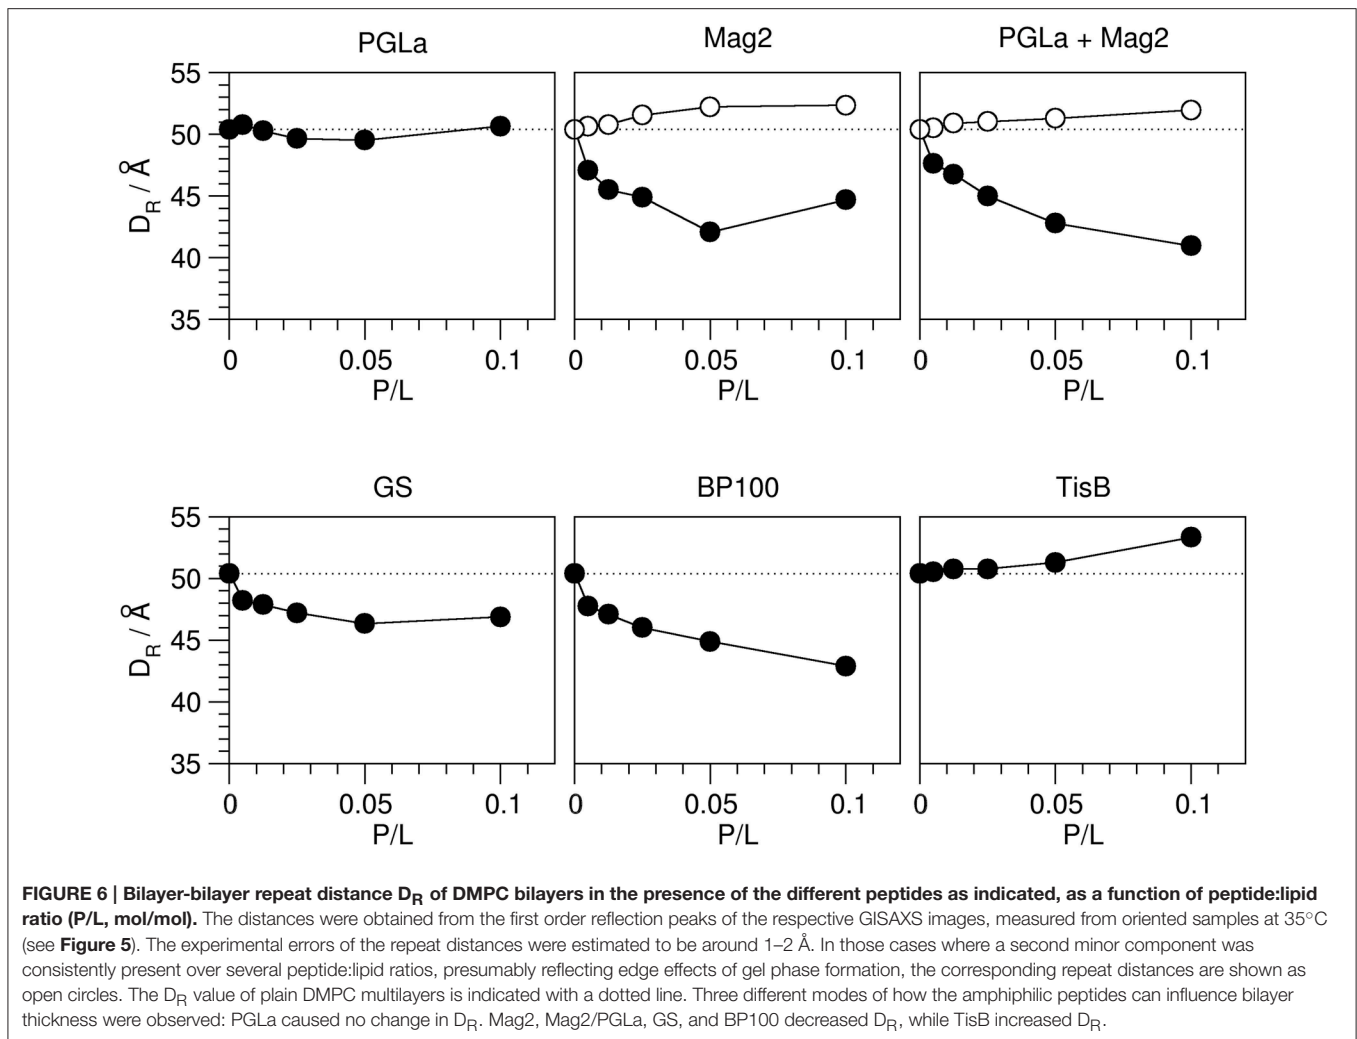 PGLa
Mag2
PGLa + Mag2
55
50
45
40
35
D_R / Å
0 0.05 0.1
0 0.05 0.1
0 0.05 0.1
P/L
P/L
P/L
GS
BP100
TisB
55
50
45
40
35
D_R / Å
0 0.05 0.1
0 0.05 0.1
0 0.05 0.1
P/L
P/L
P/L
FIGURE 6 | Bilayer-bilayer repeat distance D_R of DMPC bilayers in the presence of the different peptides as indicated, as a function of peptide:lipid
ratio (P/L, mol/mol). The distances were obtained from the first order reflection peaks of the respective GISAXS images, measured from oriented samples at 35°C
(see Figure 5). The experimental errors of the repeat distances were estimated to be around 1–2 Å. In those cases where a second minor component was
consistently present over several peptide:lipid ratios, presumably reflecting edge effects of gel phase formation, the corresponding repeat distances are shown as
open circles. The D_R value of plain DMPC multilayers is indicated with a dotted line. Three different modes of how the amphiphilic peptides can influence bilayer
thickness were observed: PGLa caused no change in D_R. Mag2, Mag2/PGLa, GS, and BP100 decreased D_R, while TisB increased D_R.